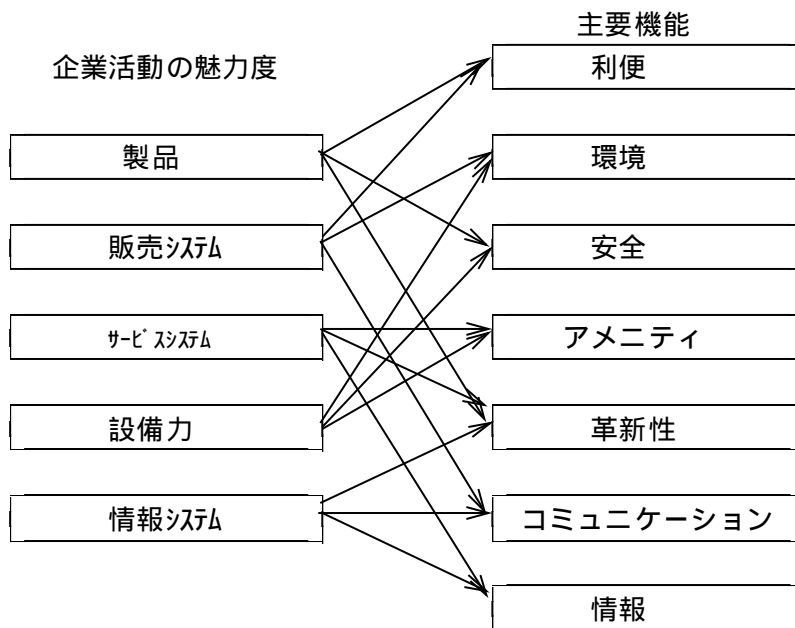 主要機能
企業活動の魅力度
利便
製品
環境
販売ｼｽﾃﾑ
安全
ｻｰﾋﾞｽｼｽﾃﾑ
アメニティ
設備力
革新性
情報ｼｽﾃﾑ
コミュニケーション
情報